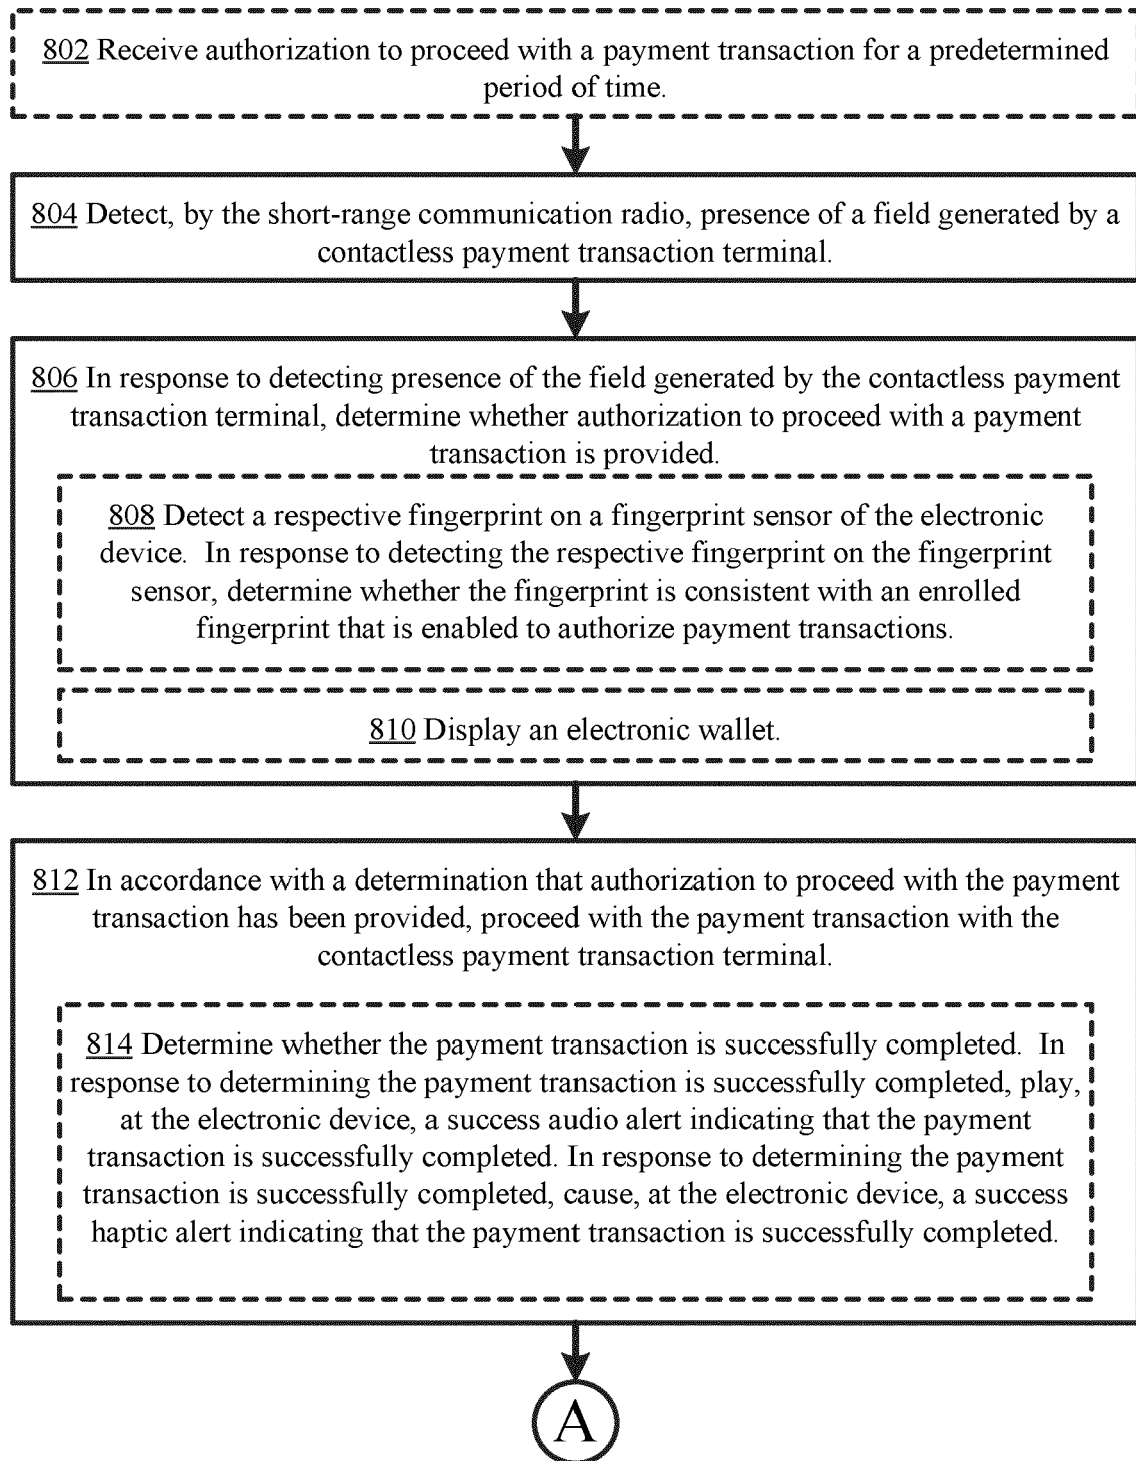 802 Receive authorization to proceed with a payment transaction for a predetermined
period of time.
804 Detect, by the short-range communication radio, presence of a field generated by a
contactless payment transaction terminal.
806 In response to detecting presence of the field generated by the contactless payment
transaction terminal, determine whether authorization to proceed with a payment
transaction is provided.
808 Detect a respective fingerprint on a fingerprint sensor of the electronic
device.  In response to detecting the respective fingerprint on the fingerprint
sensor, determine whether the fingerprint is consistent with an enrolled
fingerprint that is enabled to authorize payment transactions.
810 Display an electronic wallet.
812 In accordance with a determination that authorization to proceed with the payment
transaction has been provided, proceed with the payment transaction with the
contactless payment transaction terminal.
814 Determine whether the payment transaction is successfully completed.  In
response to determining the payment transaction is successfully completed, play,
at the electronic device, a success audio alert indicating that the payment
transaction is successfully completed. In response to determining the payment
transaction is successfully completed, cause, at the electronic device, a success
haptic alert indicating that the payment transaction is successfully completed.
A